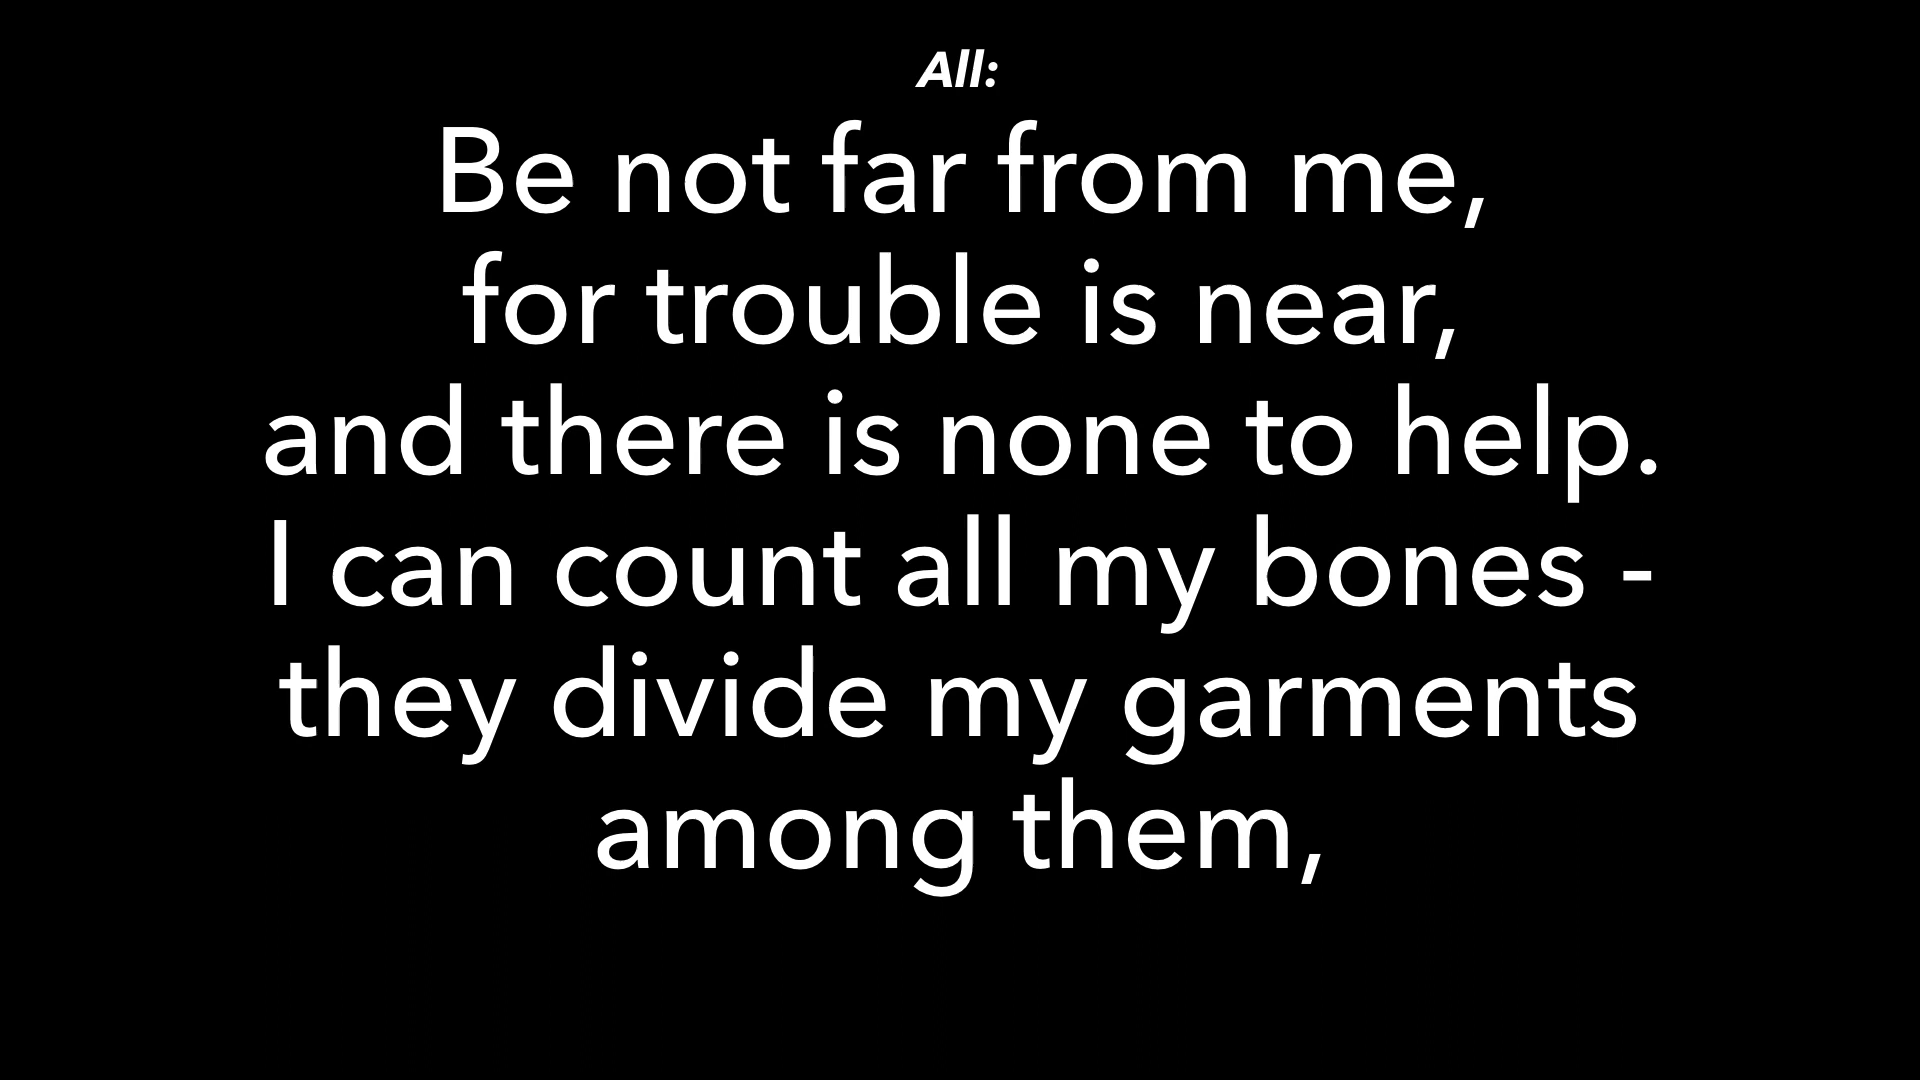 All:
Be not far from me,
for trouble is near,
and there is none to help.
I can count all my bones -
they divide my garments
among them,